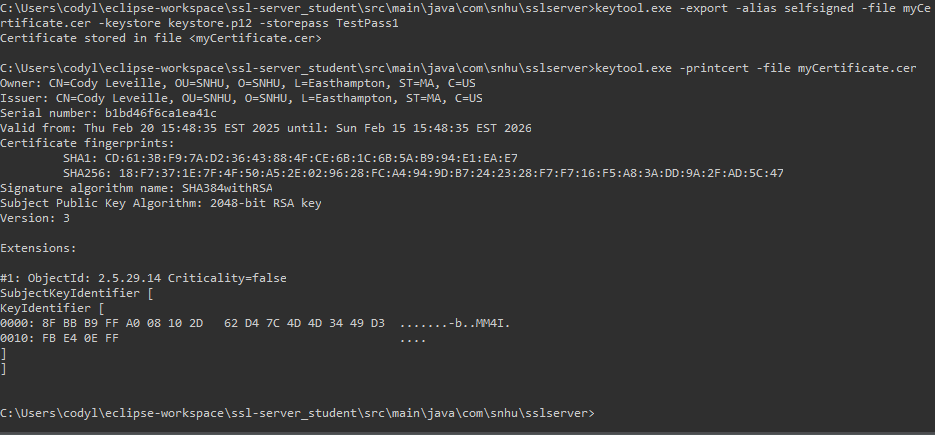 C:\Users\codyl\eclipse-workspace\ssl-server_student\src\main\java\com\snhu\sslserver>keytool.exe -export -alias selfsigned -file myCe
rtificate.cer -keystore keystore.p12 -storepass TestPass1
Certificate stored in file <myCertificate.cer>
C:\Users\codyl\eclipse-workspace\ssl-server_student\src\main\java\com\snhu\sslserver>keytool.exe -printcert -file myCertificate.cer
Owner: CN=Cody Leveille, OU=SNHU, O=SNHU, L=Easthampton, ST=MA, C=US
Issuer: CN=Cody Leveille, OU=SNHU, O=SNHU, L=Easthampton, ST=MA, C=US
Serial number: b1bd46f6ca1ea41c
Valid from: Thu Feb 20 15:48:35 EST 2025 until: Sun Feb 15 15:48:35 EST 2026
Certificate fingerprints:
SHA1: CD:61:3B:F9:7A:D2:36:43:88:4F:CE:6B:1C:6B:5A:B9:94:E1:EA:E7
SHA256: 18:F7:37:1E:7F:4F:50:A5:2E:02:96:28:FC:A4:94:9D:B7:24:23:28:F7:F7:16:F5:A8:3A:DD:9A:2F:AD:5C:47
Signature algorithm name: SHA384withRSA
Subject Public Key Algorithm: 2048-bit RSA key
Version: 3
Extensions:
#1: ObjectId: 2.5.29.14 Criticality=false
SubjectKeyIdentifier [
KeyIdentifier [
0000: 8F BB B9 FF A0 08 10 2D   62 D4 7C 4D 4D 34 49 D3  .......-b..MM4I.
0010: FB E4 0E FF                                        ....
]
]
C:\Users\codyl\eclipse-workspace\ssl-server_student\src\main\java\com\snhu\sslserver>